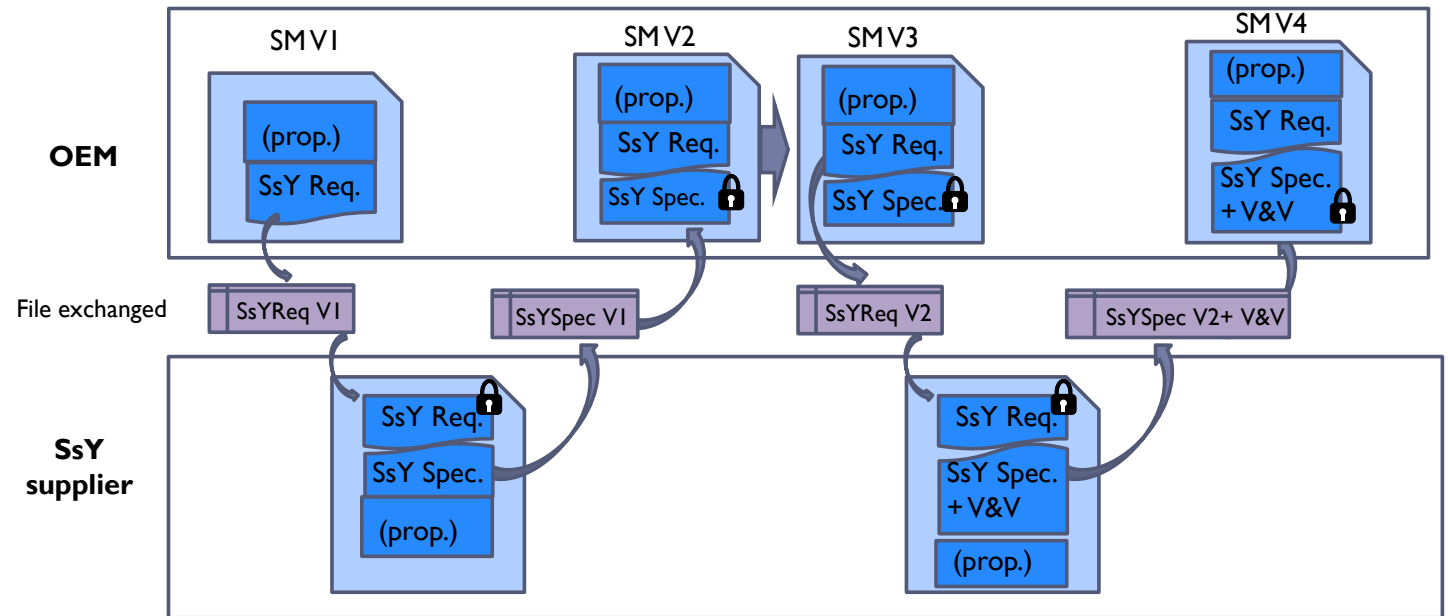 SM V1
SM V2
SM V3
SM V4
OEM
(prop.)
SsY Req.
(prop.)
SsY Req.
SsY Spec.
(prop.)
SsY Req.
SsY Spec.
(prop.)
SsY Req.
SsY Spec.
+ V&V
File exchanged
SsYReq V1
SsYSpec V1
SsYReq V2
SsYSpec V2+ V&V
SsY
supplier
SsY Req.
SsY Spec.
(prop.)
SsY Req.
SsY Spec.
+ V&V
(prop.)